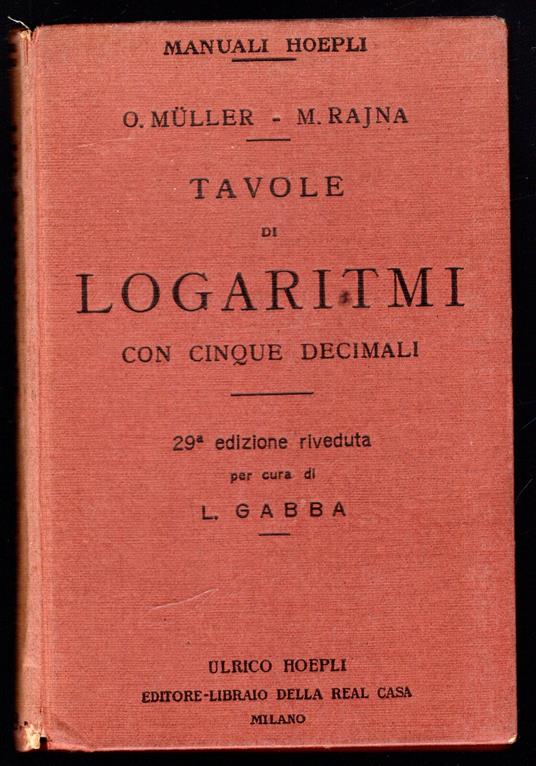 MANUALI HOEPLI
O. MÜLLER - M. RAJNA
TAVOLE
DI
LOGARITMI
CON CINQUE DECIMALI
29ª edizione riveduta
per cura di
L. GABBA
ULRICO HOEPLI
EDITORE-LIBRAIO DELLA REAL CASA
MILANO